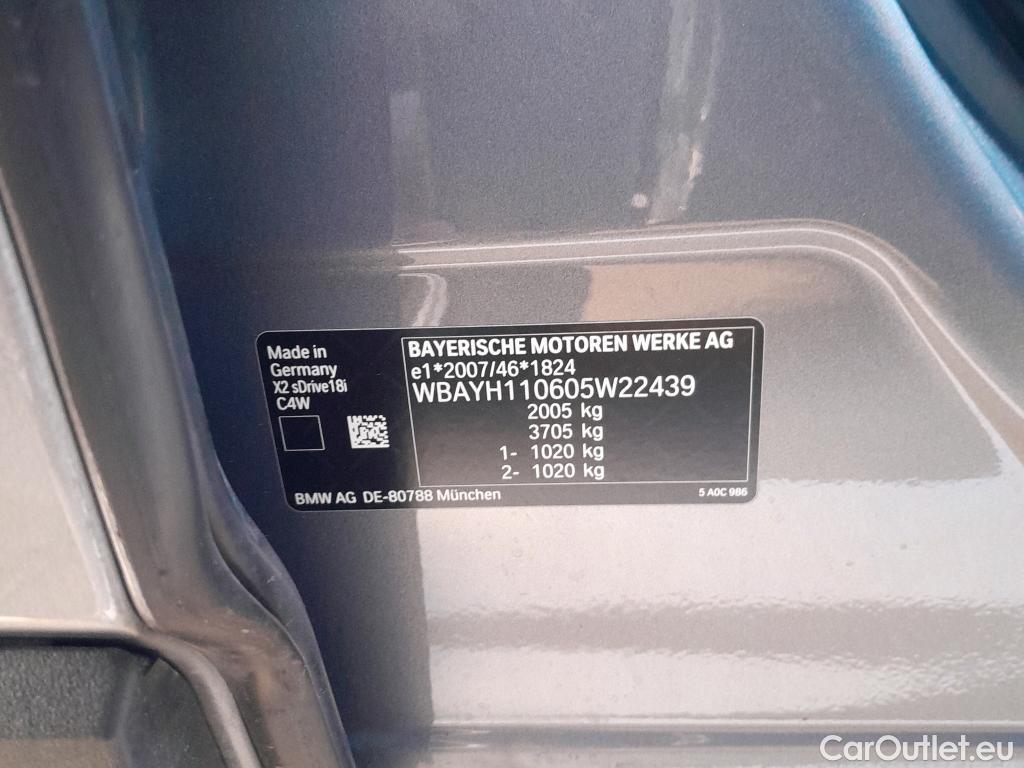 Made in
Germany
X2 sDrive18i
C4W
BAYERISCHE MOTOREN WERKE AG
e1*2007/46*1824
WBAYH110605W22439
2005 kg
3705 kg
1- 1020 kg
2- 1020 kg
BMW AG DE-80788 München
5 A0C 986
CarOutlet.eu